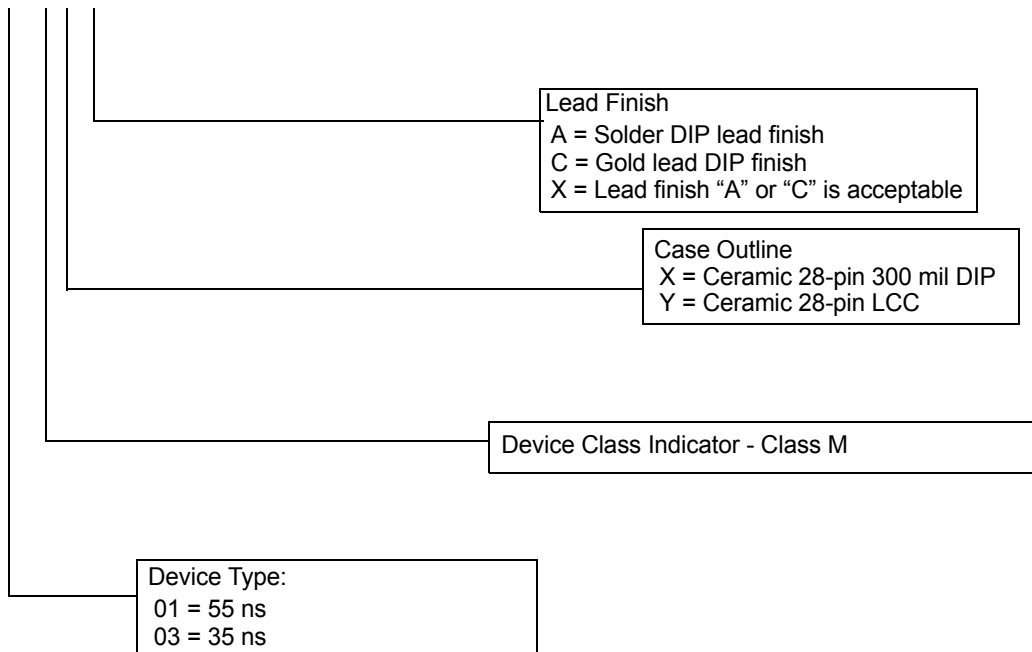 Lead Finish
A = Solder DIP lead finish
C = Gold lead DIP finish
X = Lead finish “A” or “C” is acceptable
Case Outline
X = Ceramic 28-pin 300 mil DIP
Y = Ceramic 28-pin LCC
Device Class Indicator - Class M
Device Type:
01 = 55 ns
03 = 35 ns